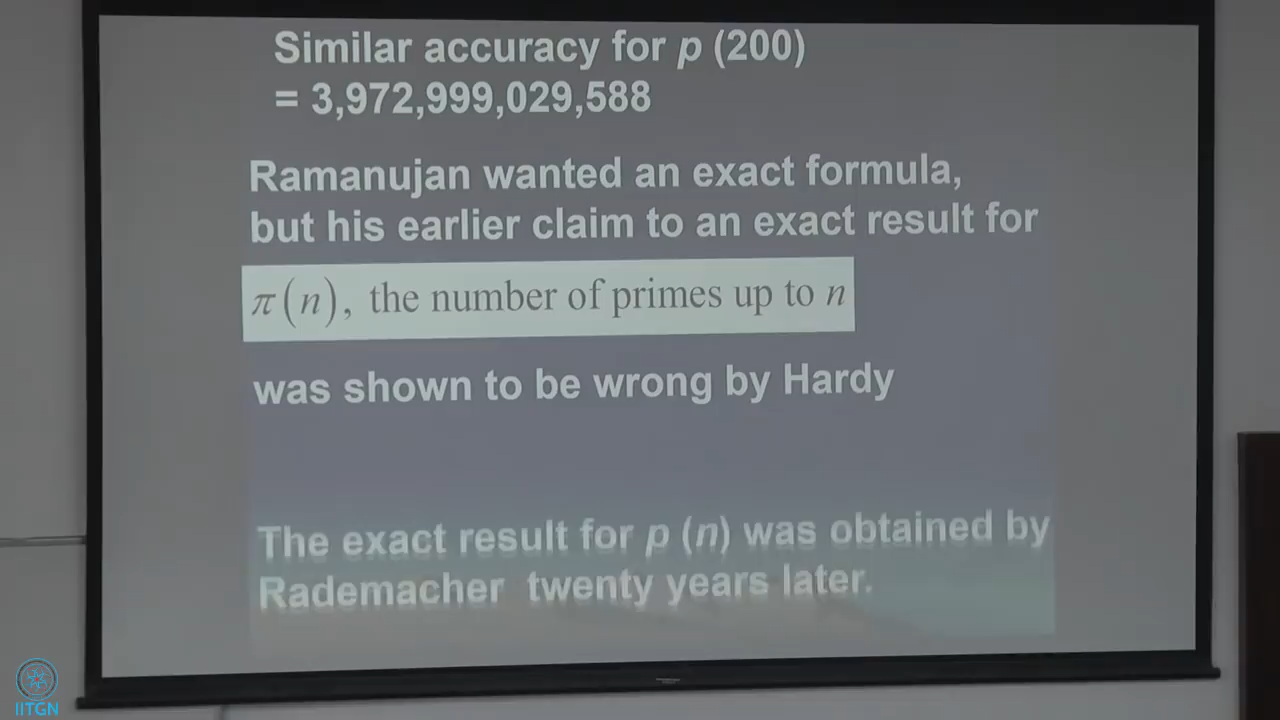 Similar accuracy for p (200)
= 3,972,999,029,588
Ramanujan wanted an exact formula,
but his earlier claim to an exact result for
π(n), the number of primes up to n
was shown to be wrong by Hardy
The exact result for p (n) was obtained by
Rademacher twenty years later.
IITGN